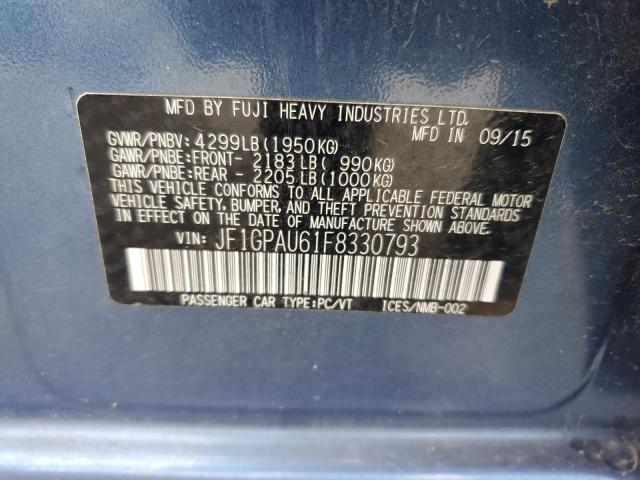 MFD BY FUJI HEAVY INDUSTRIES LTD.
MFD IN 09/15
GVWR/PNBV: 4299LB(1950KG)
GAWR/PNBE:FRONT- 2183LB( 990KG)
GAWR/PNBE:REAR - 2205LB(1000KG)
THIS VEHICLE CONFORMS TO ALL APPLICABLE FEDERAL MOTOR
VEHICLE SAFETY, BUMPER, AND THEFT PREVENTION STANDARDS
IN EFFECT ON THE DATE OF MANUFACTURE SHOWN ABOVE.
VIN: JF1GPAU61F8330793
PASSENGER CAR TYPE:PC/VT ICES/NMB-002